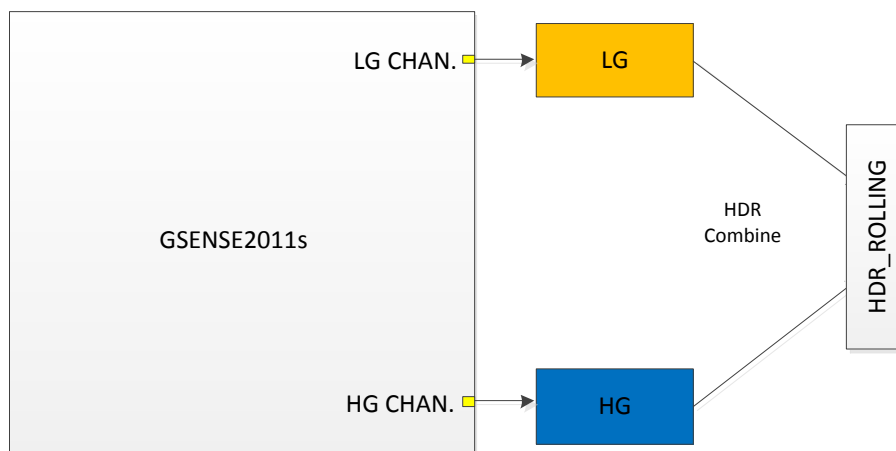 LG CHAN.
LG
GSENSE2011s
HDR
Combine
HDR_ROLLING
HG CHAN.
HG